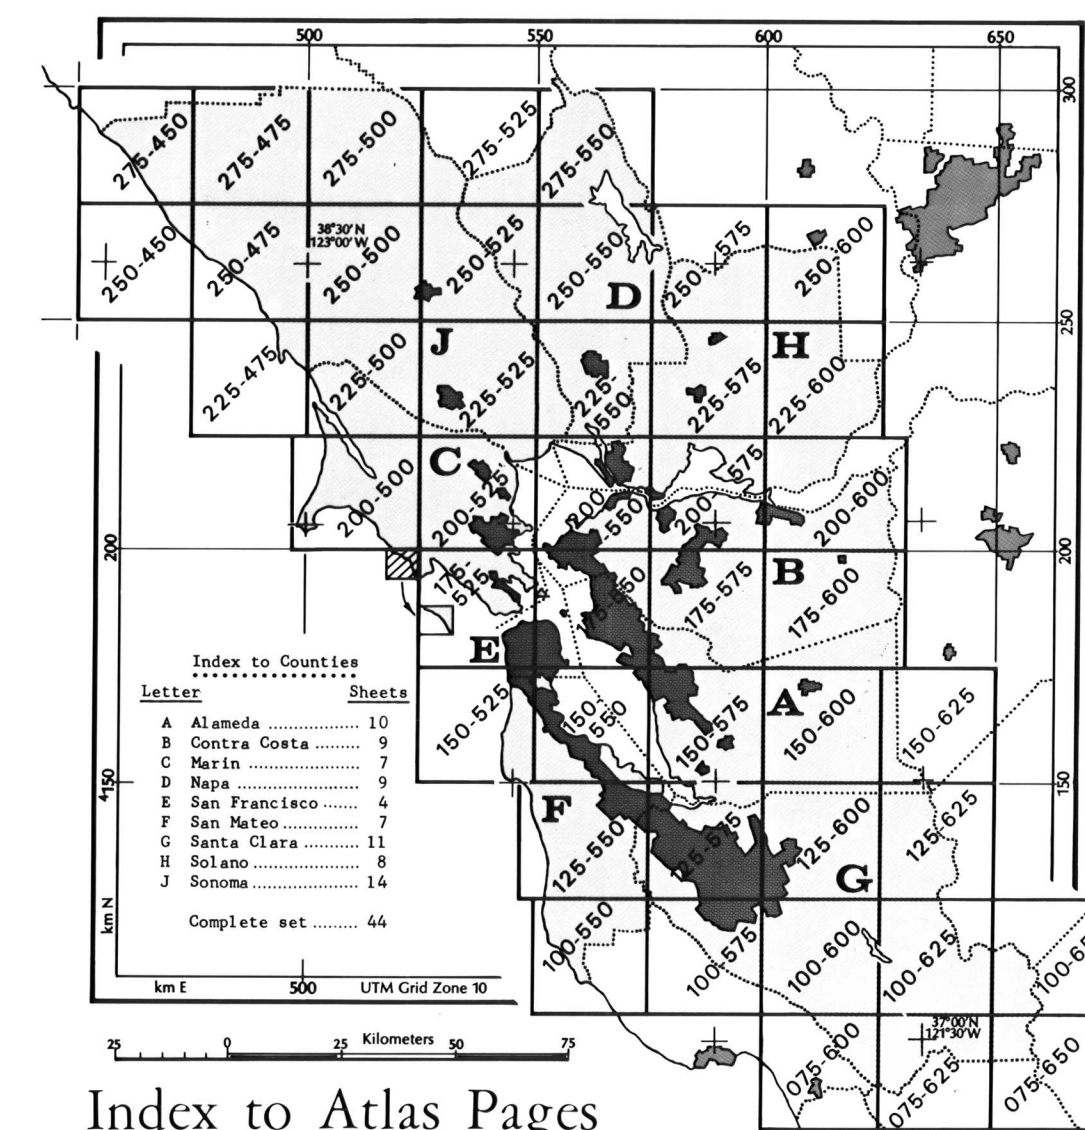 500 550 600 650
300
275-450 275-475 275-500 275-525 275-550
38°30'N
123°00'W
250-450 250-475 250-500 250-525 250-550 250-575 250-600
D
250
J H
225-475 225-500 225-525 225-550 225-575 225-600
C
200-500 200-525 200-550 200-575 200-600
200 200
B
175-525 175-550 175-575 175-600
E
Index to Counties
Letter Sheets
A Alameda 10
B Contra Costa 9
C Marin 7
D Napa 9
E San Francisco 4
F San Mateo 7
G Santa Clara 11
H Solano 8
J Sonoma 14
Complete set 44
A
150-525 150-550 150-575 150-600 150-625
4150 150
F
125-550 125-575 125-600 125-625
G
km N
100-550 100-575 100-600 100-625
km E 500 UTM Grid Zone 10
37°00'N
121°30'W
075-600 075-625 075-650
Kilometers
25 0 25 50 75
Index to Atlas Pages